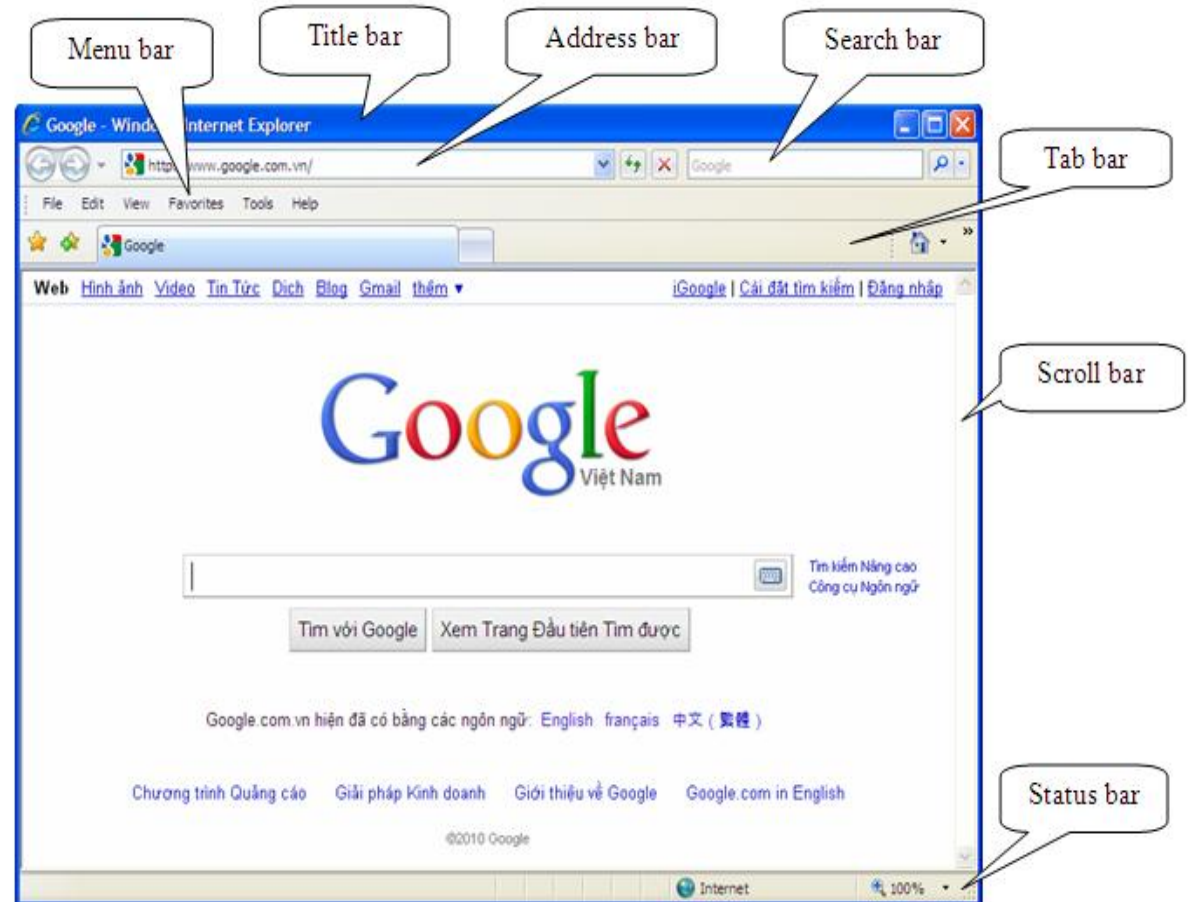 Menu bar
Title bar
Address bar
Search bar
Google - Windo Internet Explorer
http www.google.com.vn/
Google
Tab bar
File Edit View Favorites Tools Help
Google
Web Hình ảnh Video Tin Tức Dịch Blog Gmail thêm ▼ iGoogle | Cài đặt tìm kiếm | Đăng nhập
Scroll bar
Google
Việt Nam
Tìm kiếm Nâng cao
Công cụ Ngôn ngữ
Tìm với Google Xem Trang Đầu tiên Tìm được
Google.com.vn hiện đã có bằng các ngôn ngữ: English français 中文 ( 繁體 )
Chương trình Quảng cáo Giải pháp Kinh doanh Giới thiệu về Google Google.com in English
Status bar
©2010 Google
Internet 100%